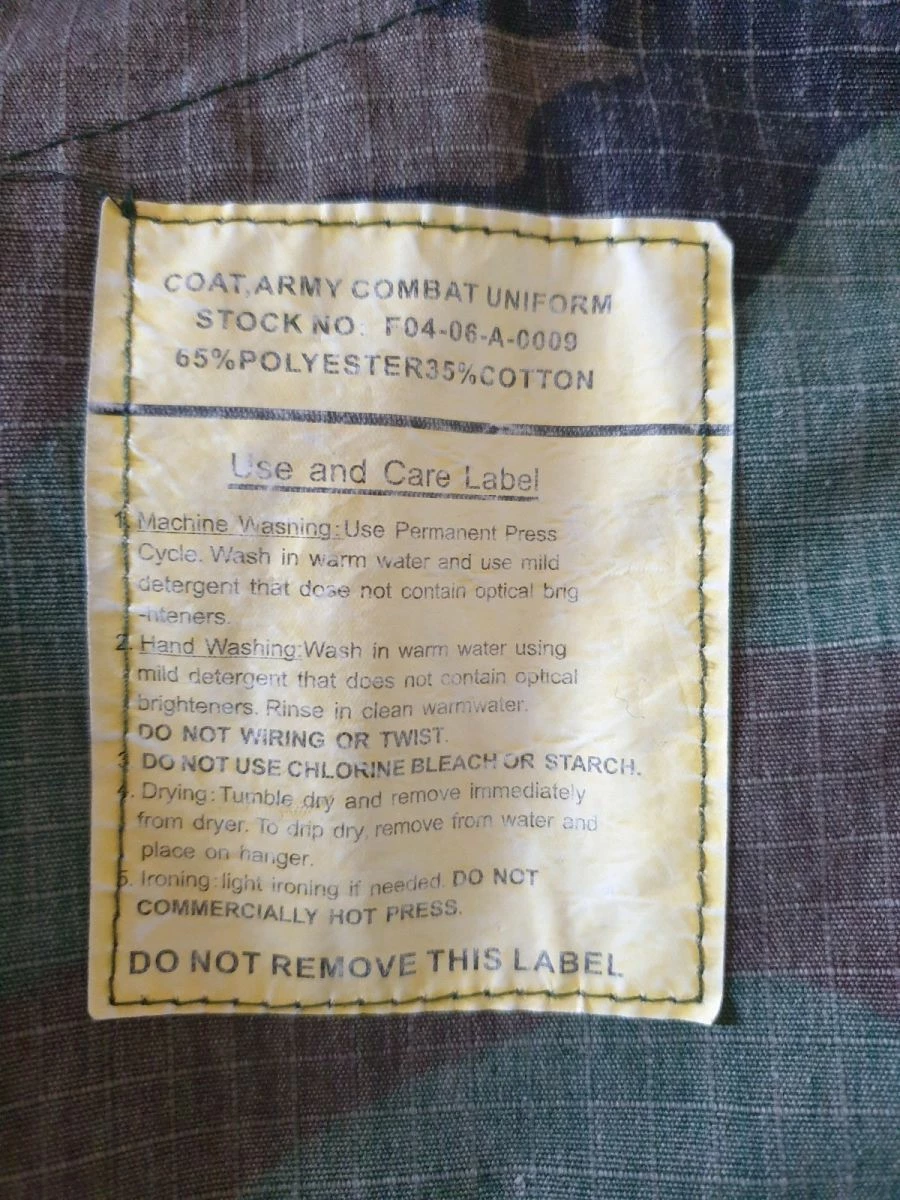 COAT,ARMY COMBAT UNIFORM
STOCK NO: F04-06-A-0009
65%POLYESTER35%COTTON
Use and Care Label
1. Machine Washing:Use Permanent Press
Cycle. Wash in warm water and use mild
detergent that dose not contain optical brig
-hteners.
2. Hand Washing:Wash in warm water using
mild detergent that does not contain optical
brighteners. Rinse in clean warmwater.
DO NOT WIRING OR TWIST.
3. DO NOT USE CHLORINE BLEACH OR STARCH.
4. Drying:Tumble dry and remove immediately
from dryer. To drip dry, remove from water and
place on hanger.
5. Ironing:light ironing if needed. DO NOT
COMMERCIALLY HOT PRESS.
DO NOT REMOVE THIS LABEL